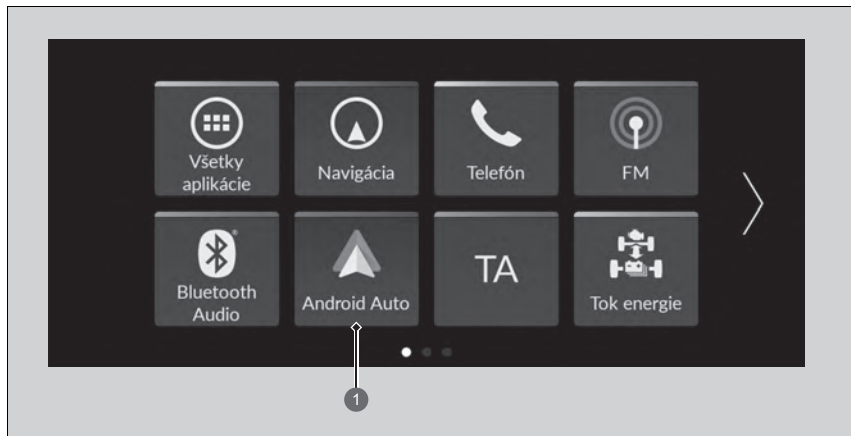 Všetky
aplikácie
Navigácia
Telefón
FM
Bluetooth
Audio
Android Auto
TA
Tok energie
1